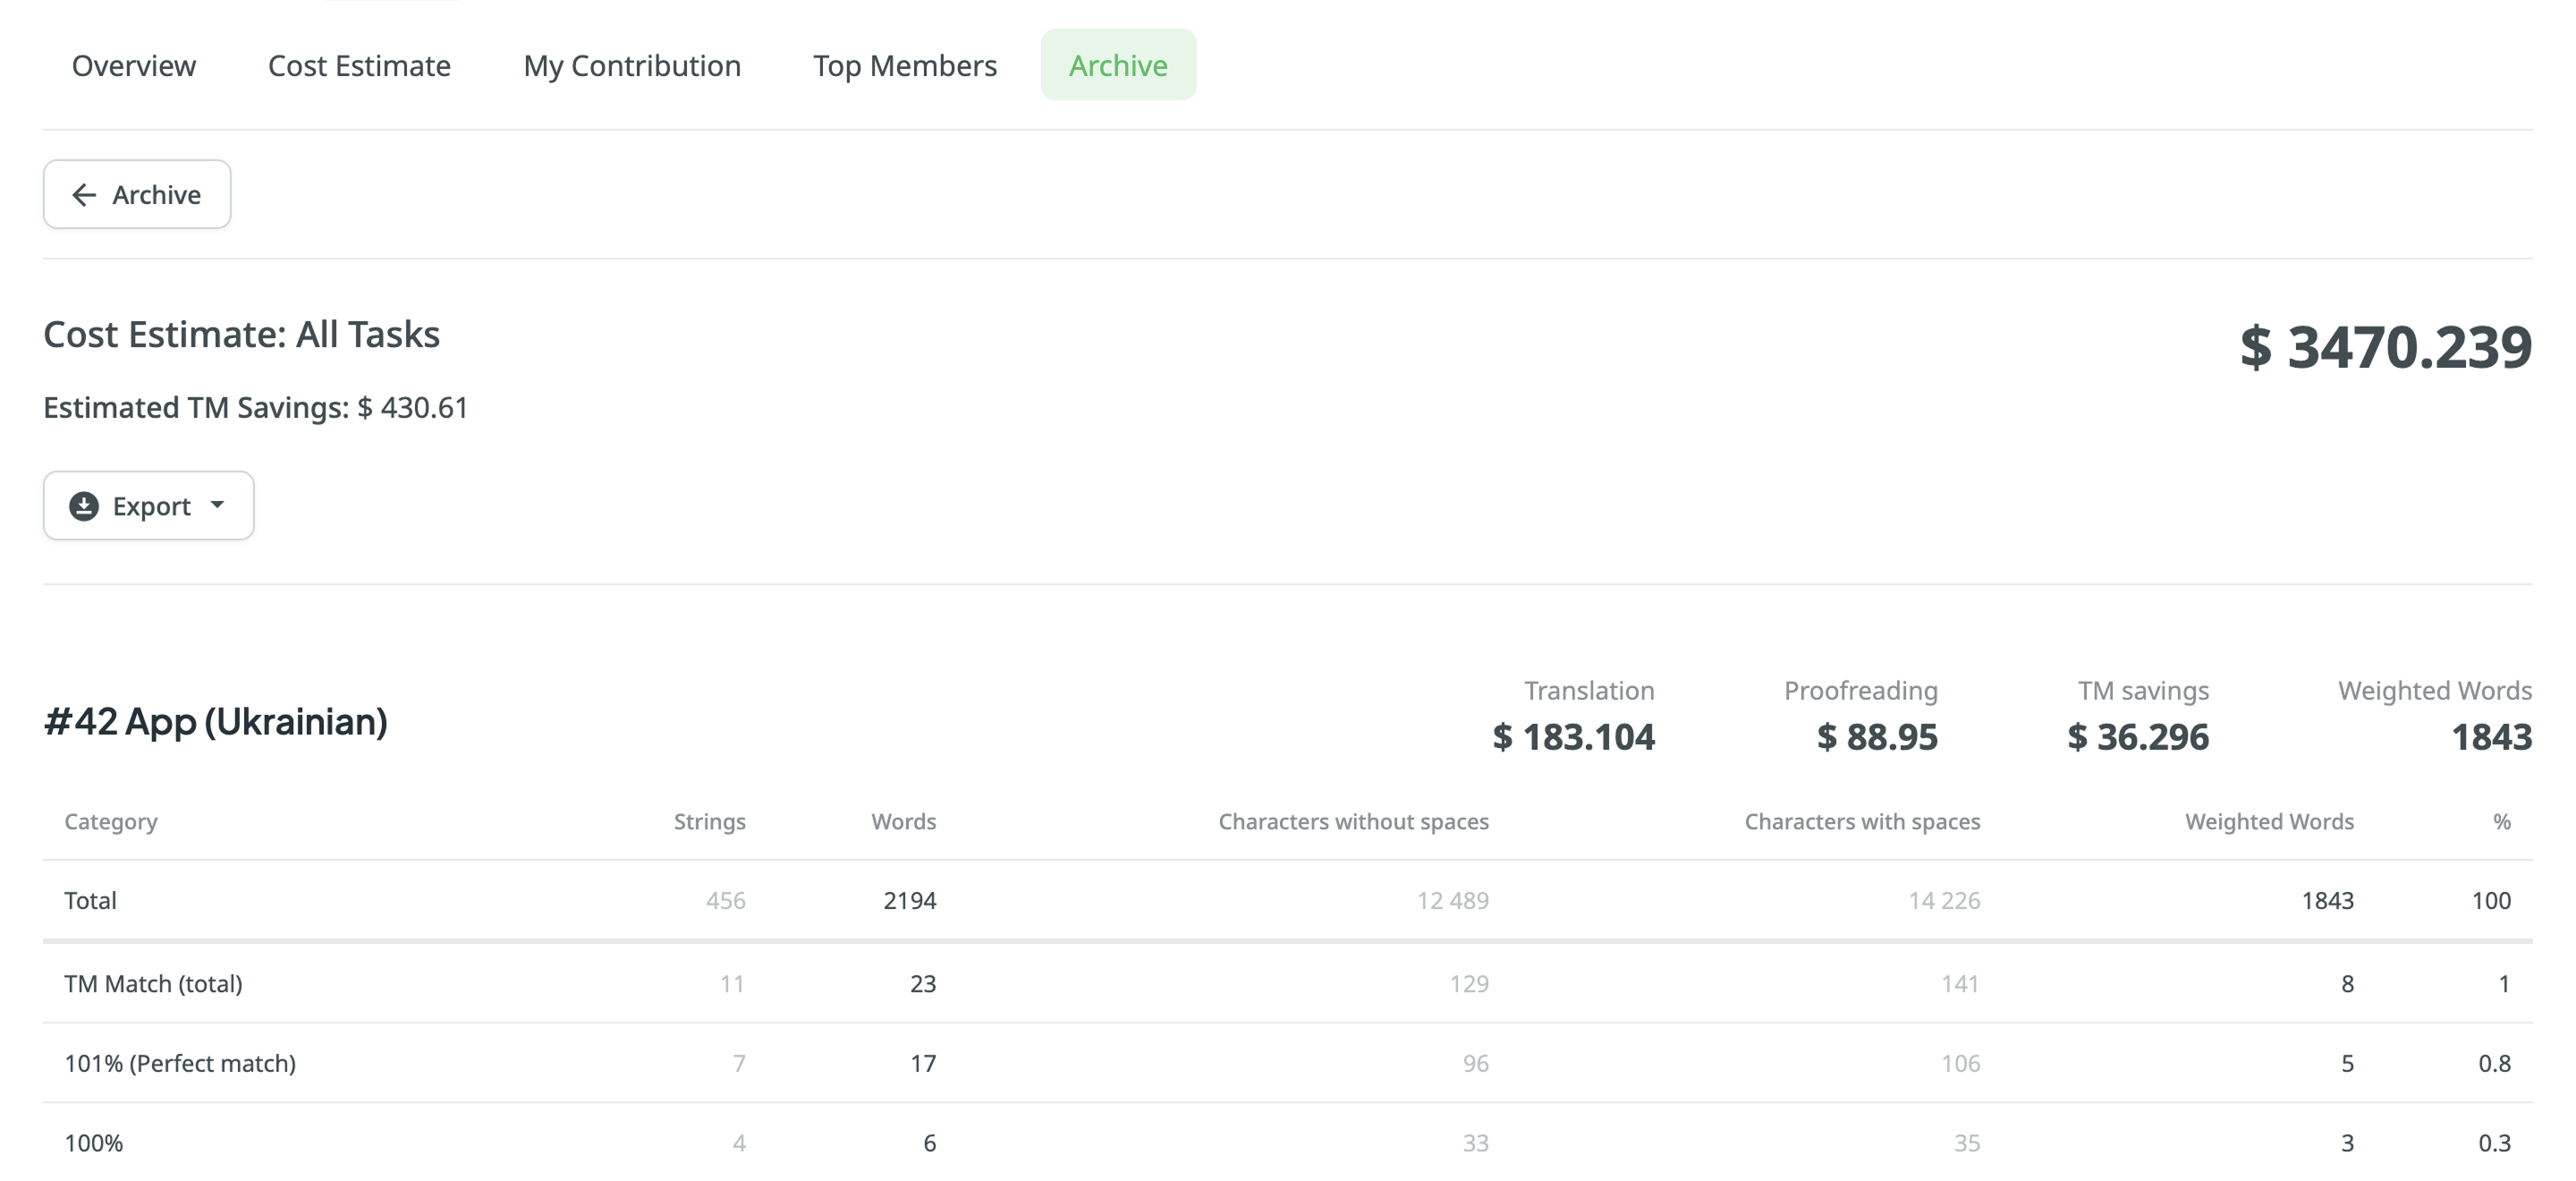 Overview Cost Estimate My Contribution Top Members Archive
Archive
Cost Estimate: All Tasks
$ 3470.239
Estimated TM Savings: $ 430.61
Export
#42 App (Ukrainian)
Translation Proofreading TM savings Weighted Words
$ 183.104 $ 88.95 $ 36.296 1843
Category Strings Words Characters without spaces Characters with spaces Weighted Words %
Total 456 2194 12 489 14 226 1843 100
TM Match (total) 11 23 129 141 8 1
101% (Perfect match) 7 17 96 106 5 0.8
100% 4 6 33 35 3 0.3